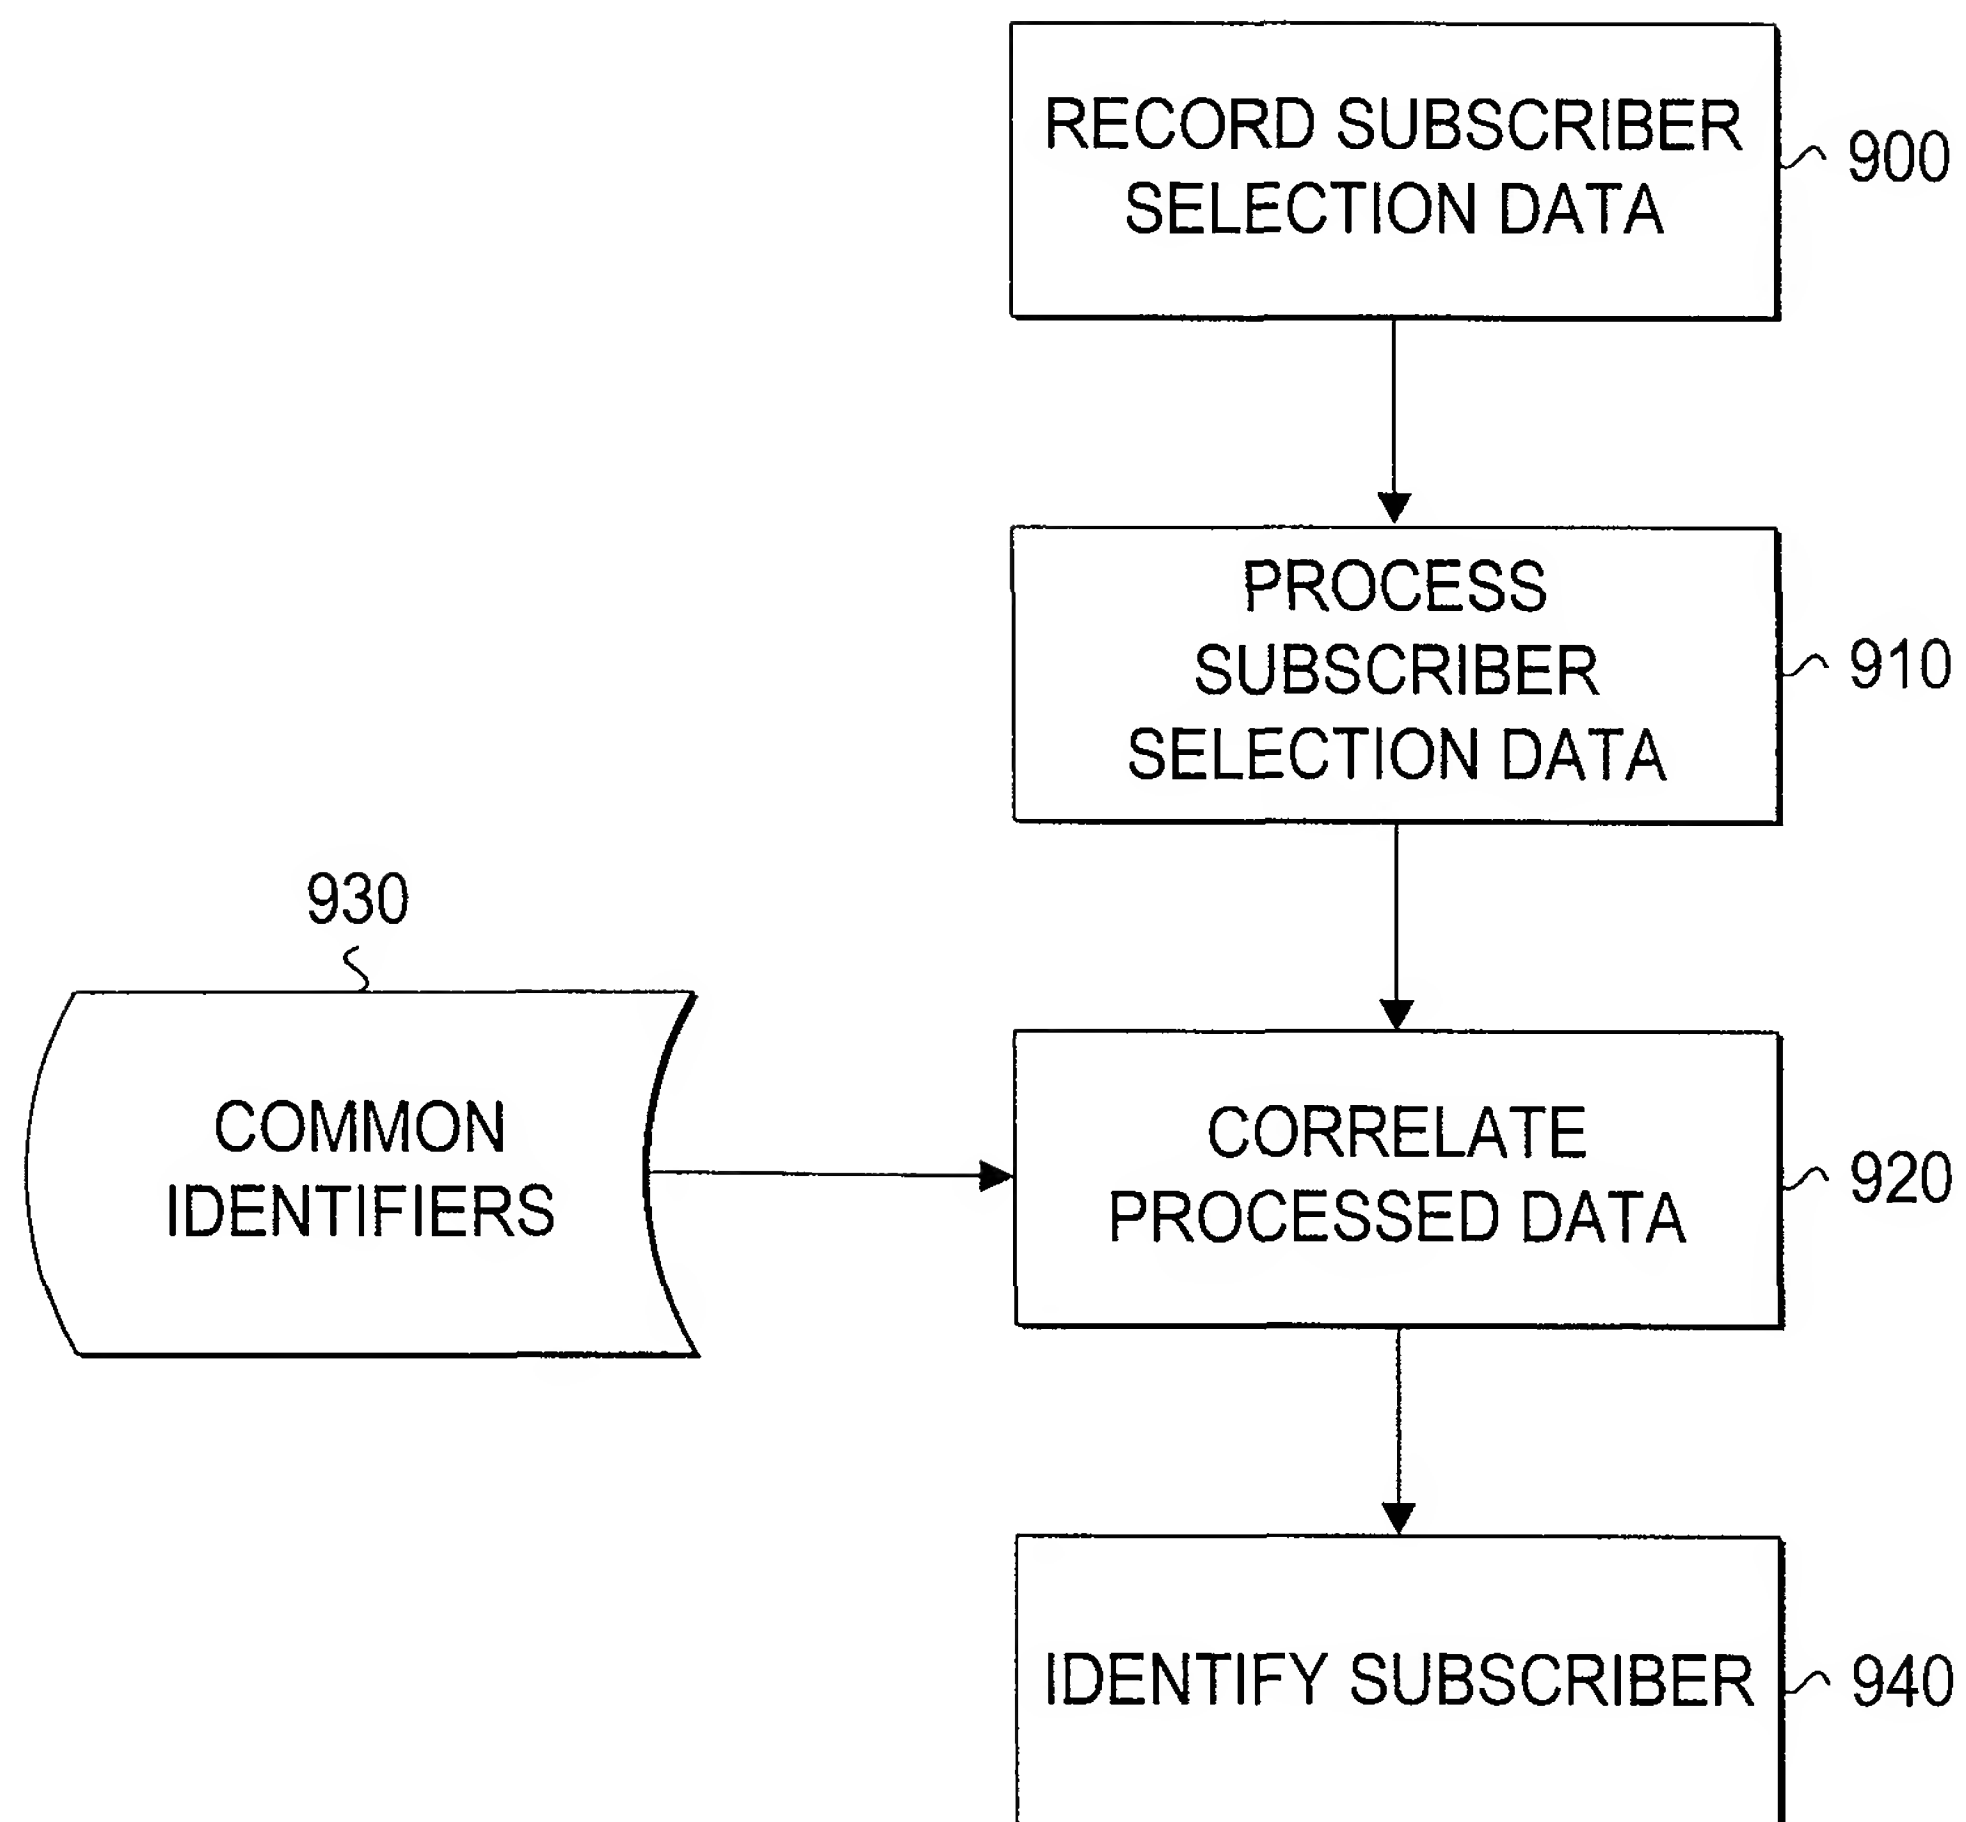 RECORD SUBSCRIBER
SELECTION DATA
900
PROCESS
SUBSCRIBER
SELECTION DATA
910
930
COMMON
IDENTIFIERS
CORRELATE
PROCESSED DATA
920
IDENTIFY SUBSCRIBER
940